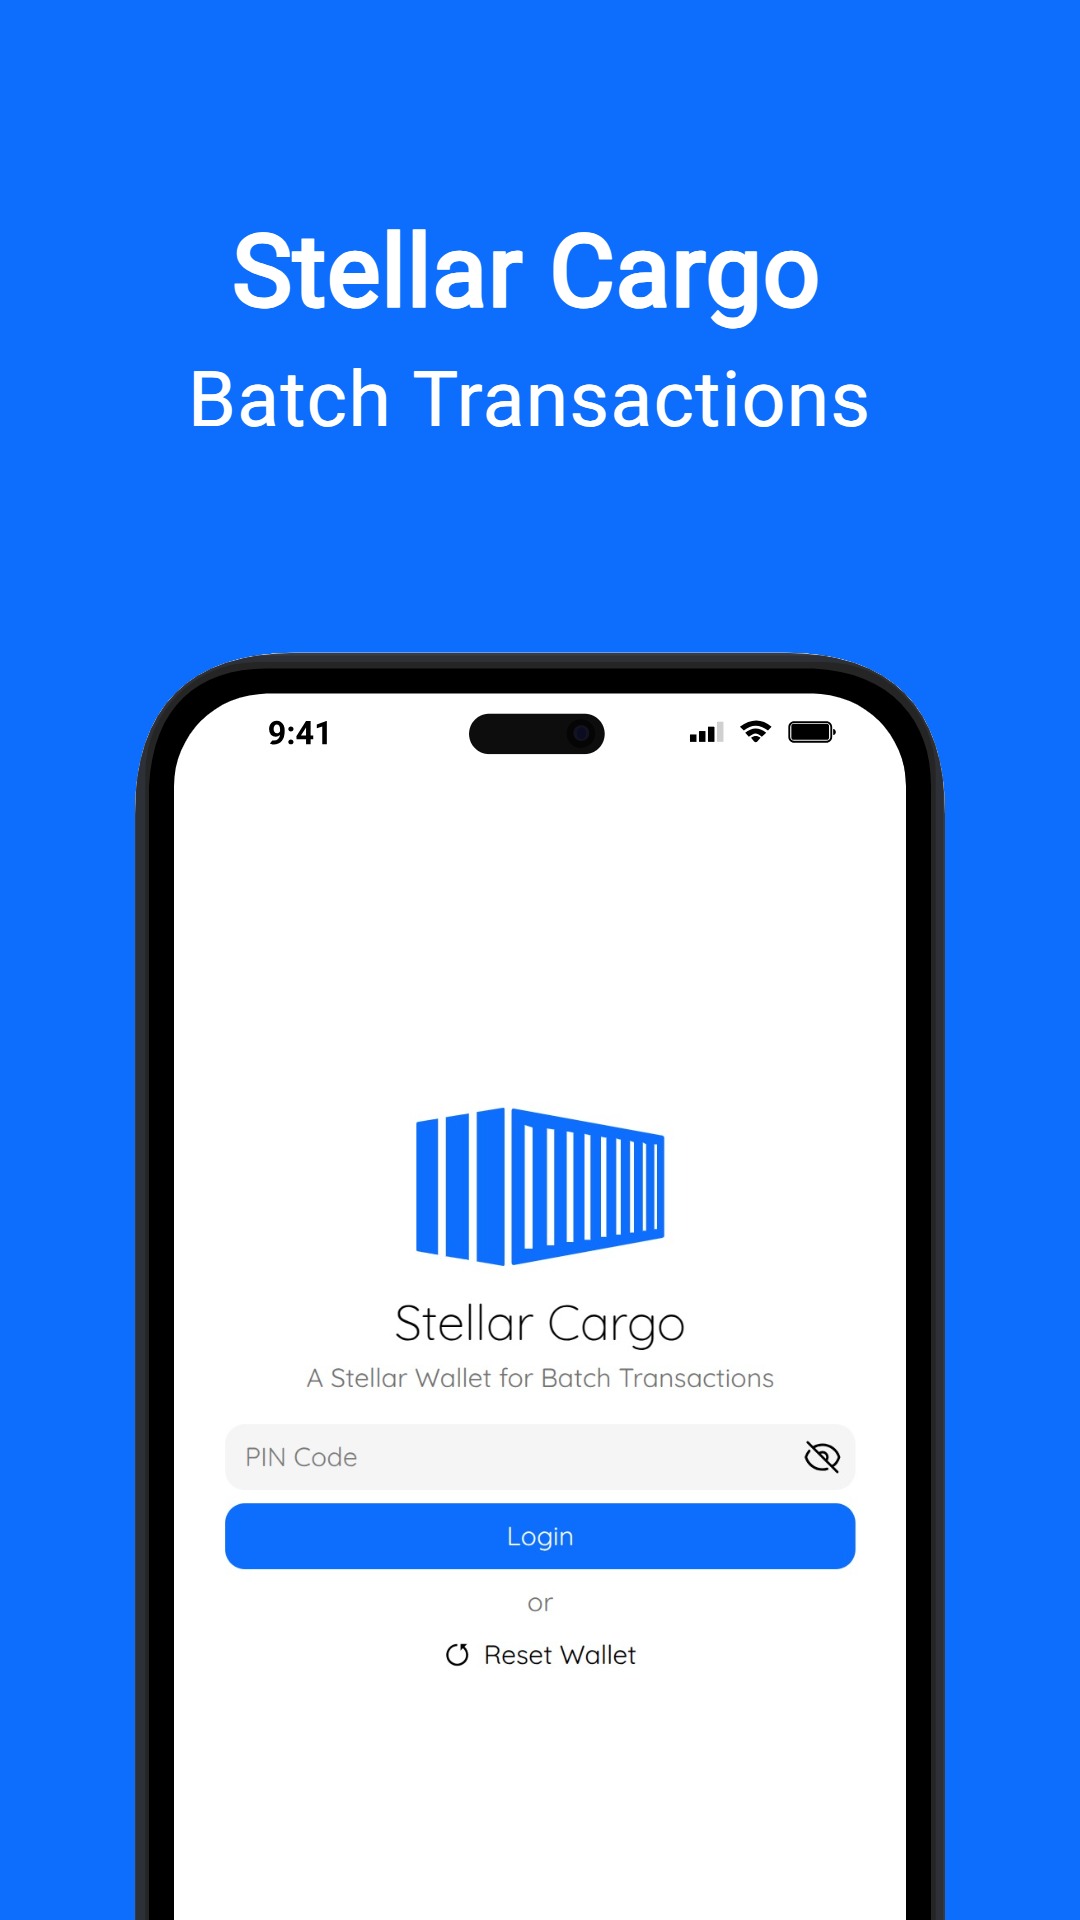 Stellar Cargo
Batch Transactions
9:41
Stellar Cargo
A Stellar Wallet for Batch Transactions
PIN Code
Login
or
Reset Wallet